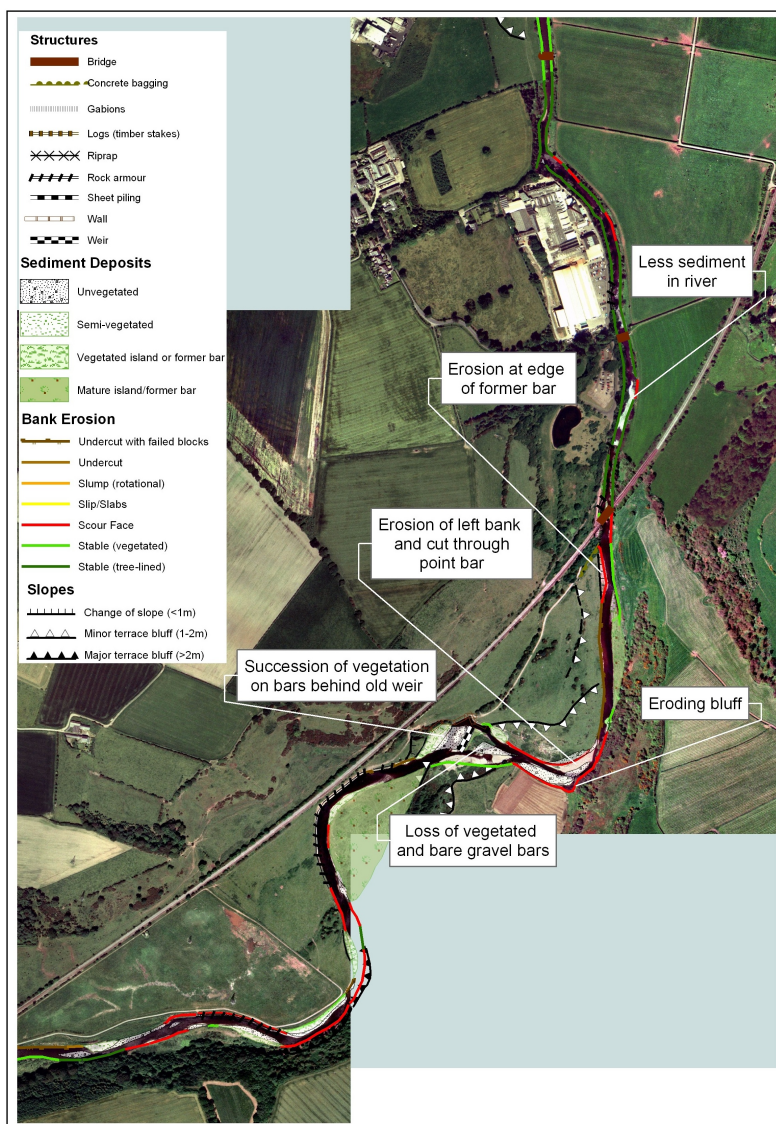 Structures
Bridge
Concrete bagging
Gabions
Logs (timber stakes)
Riprap
Rock armour
Sheet piling
Wall
Weir
Sediment Deposits
Unvegetated
Semi-vegetated
Vegetated island or former bar
Mature island/former bar
Bank Erosion
Undercut with failed blocks
Undercut
Slump (rotational)
Slip/Slabs
Scour Face
Stable (vegetated)
Stable (tree-lined)
Slopes
Change of slope (<1m)
Minor terrace bluff (1-2m)
Major terrace bluff (>2m)
Less sediment
in river
Erosion at edge
of former bar
Erosion of left bank
and cut through
point bar
Succession of vegetation
on bars behind old weir
Eroding bluff
Loss of vegetated
and bare gravel bars